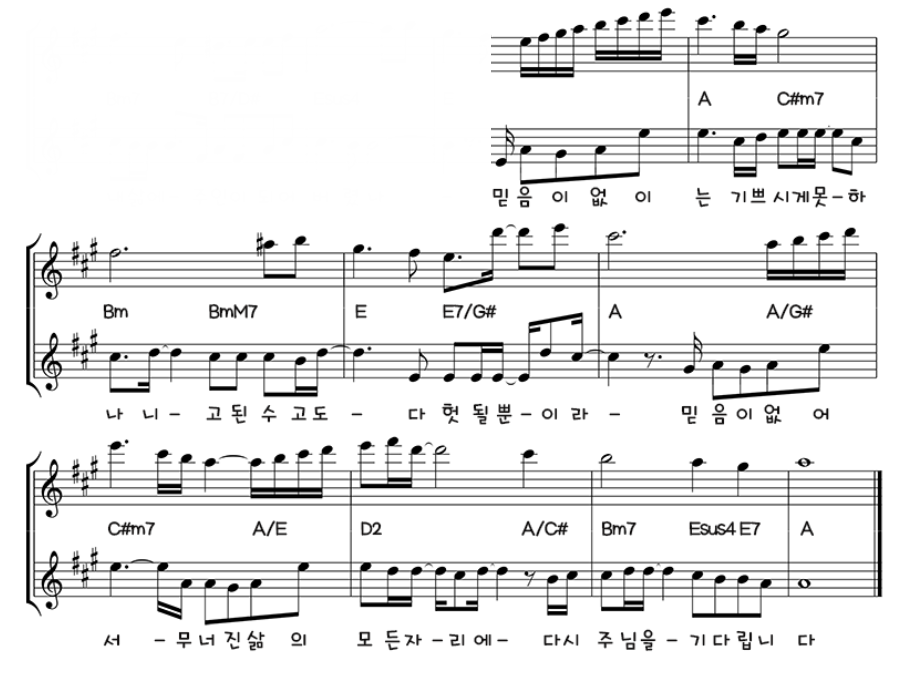 A C#m7
믿음이없이 는기쁘시게못-하
Bm BmM7 E E7/G# A A/G#
나니-고된수고도- 다헛될뿐-이라- 믿음이없어
C#m7 A/E D2 A/C# Bm7 Esus4 E7 A
서-무너진삶의 모든자-리에-다시 주님을-기다립니다